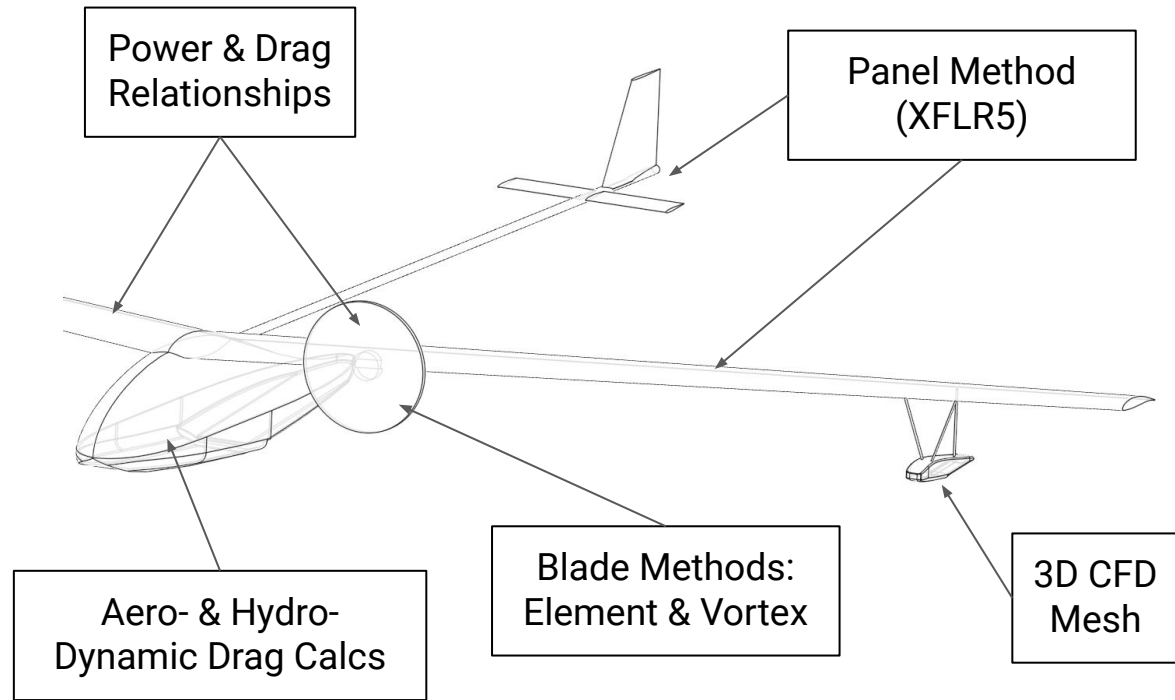 Power & Drag
Relationships
Panel Method
(XFLR5)
Aero- & Hydro-
Dynamic Drag Calcs
Blade Methods:
Element & Vortex
3D CFD
Mesh